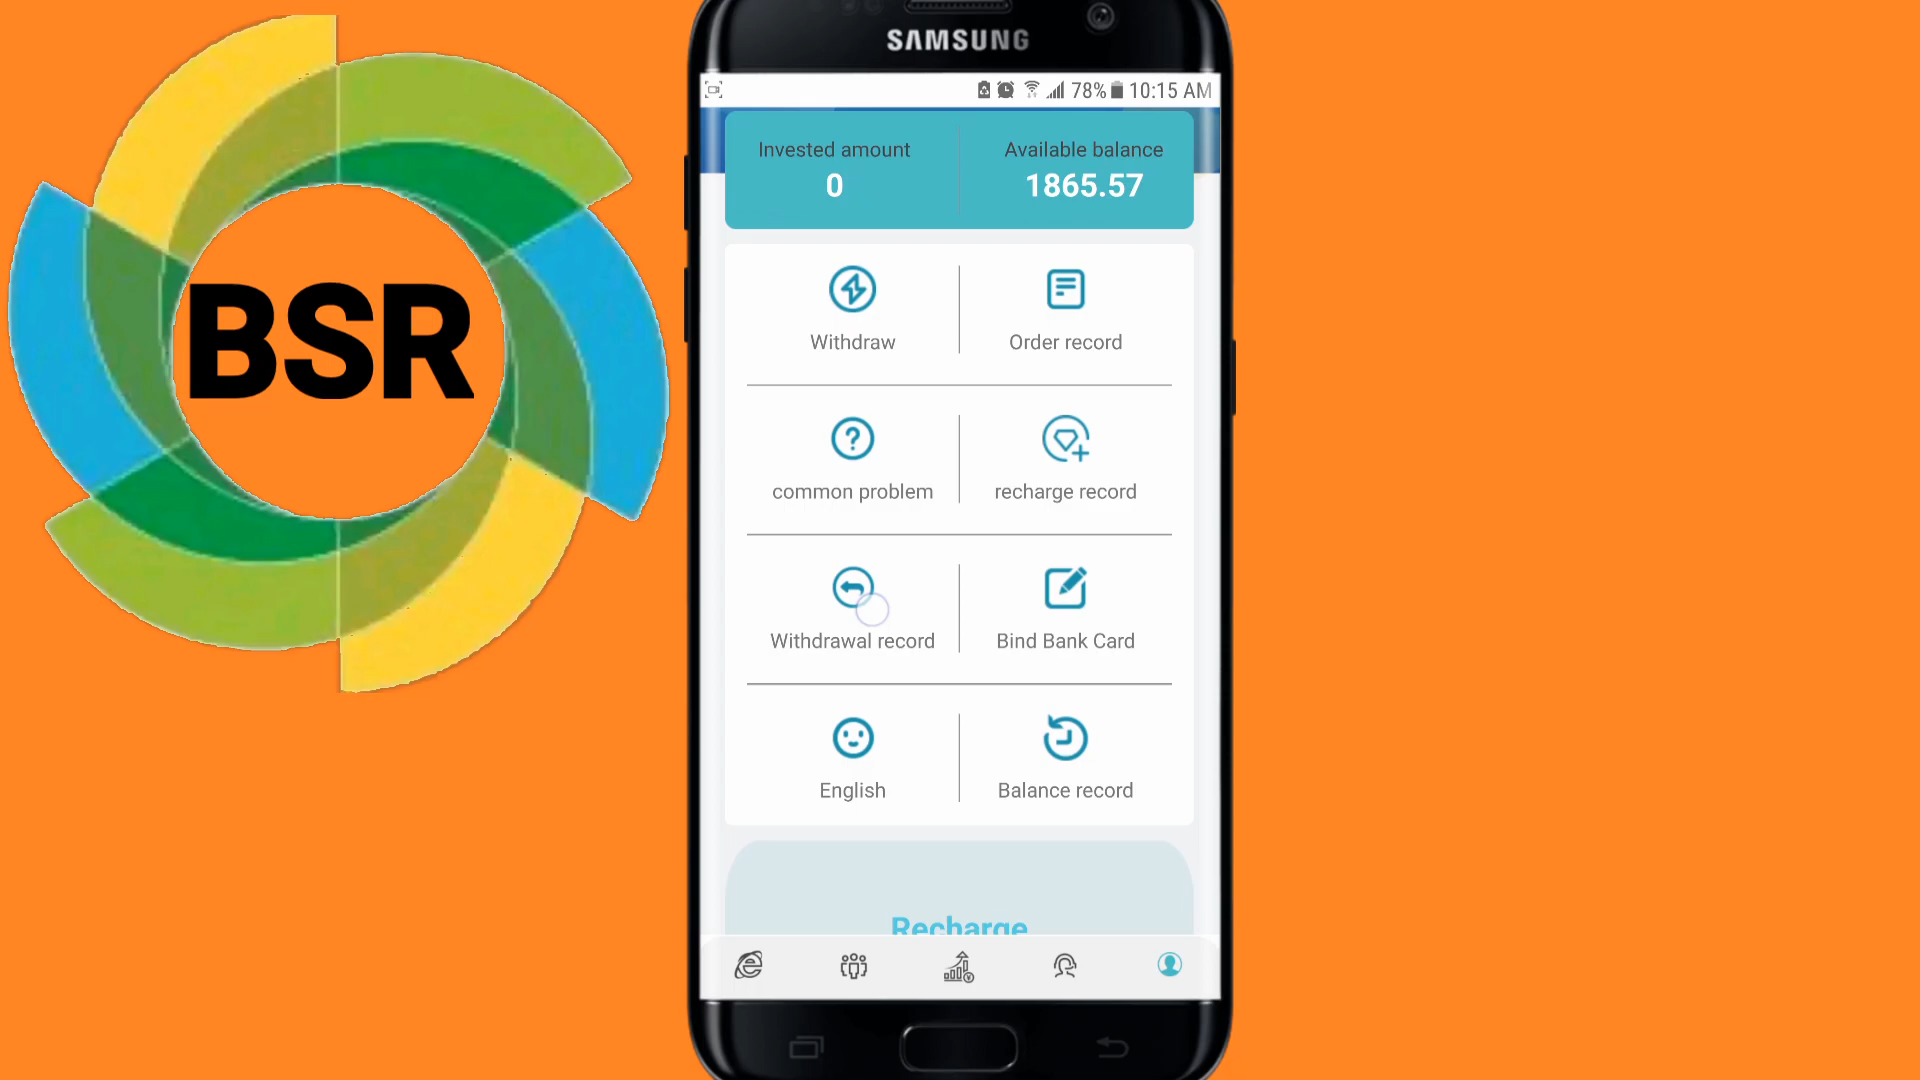 BSR
SAMSUNG
78% 10:15 AM
Invested amount
0
Available balance
1865.57
Withdraw
Order record
common problem
recharge record
Withdrawal record
Bind Bank Card
English
Balance record
Recharge